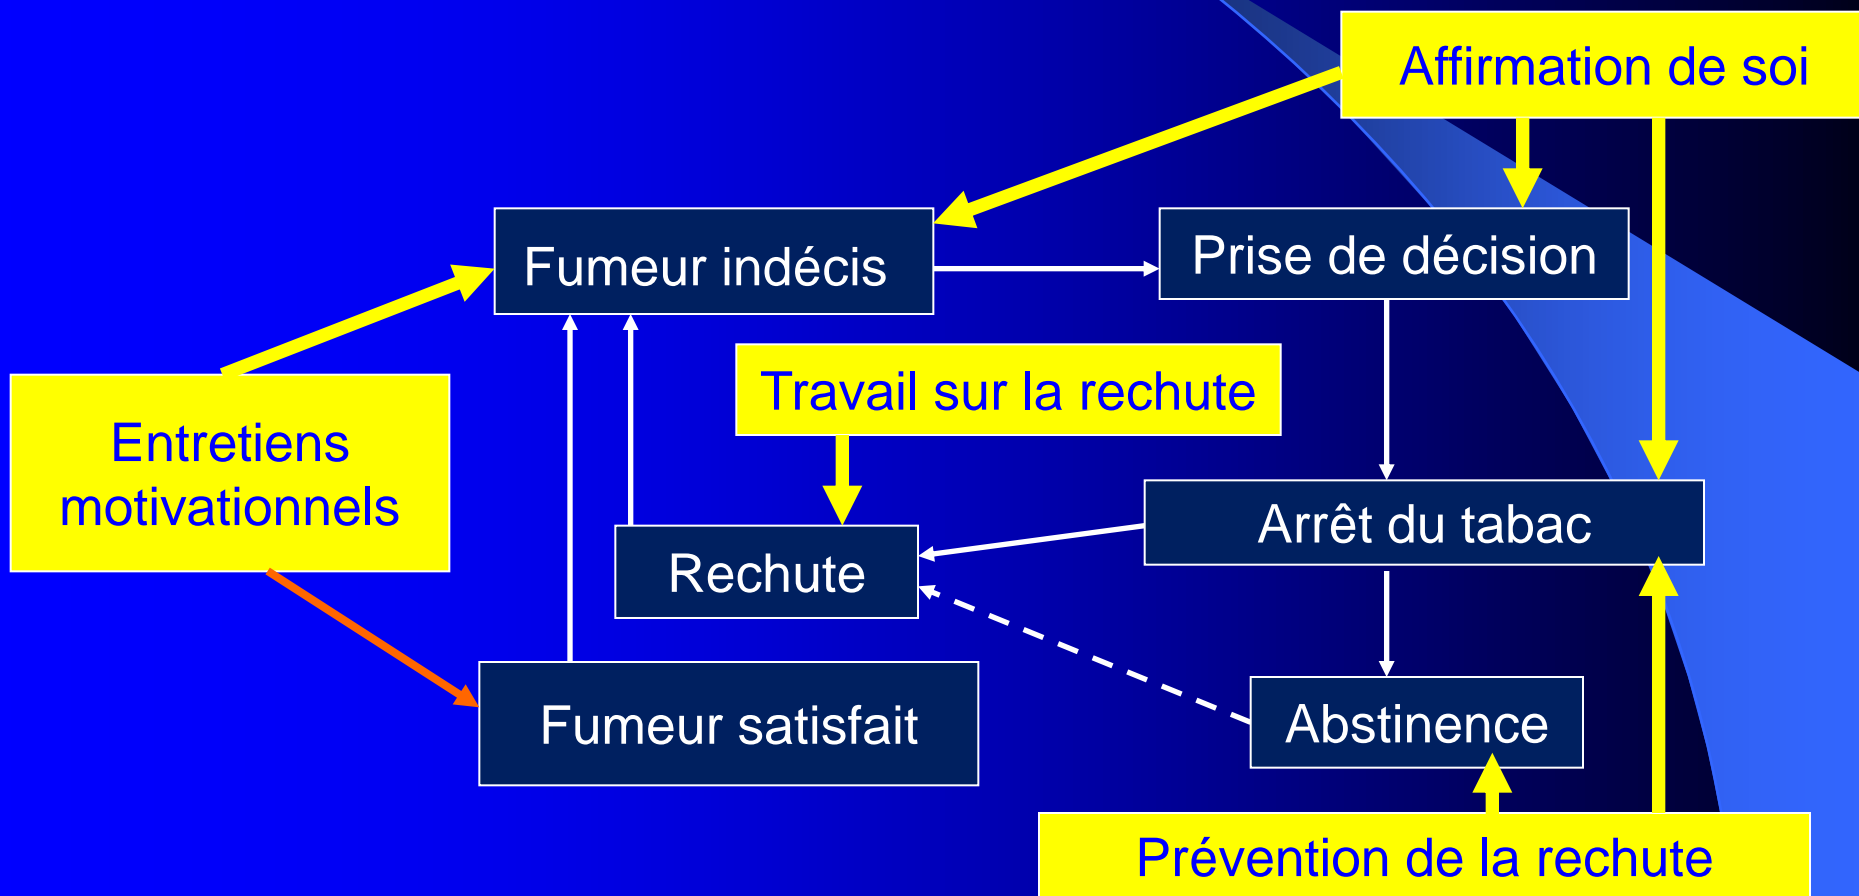 Affirmation de soi
Fumeur indécis
Prise de décision
Travail sur la rechute
Entretiens
motivationnels
Arrêt du tabac
Rechute
Fumeur satisfait
Abstinence
Prévention de la rechute